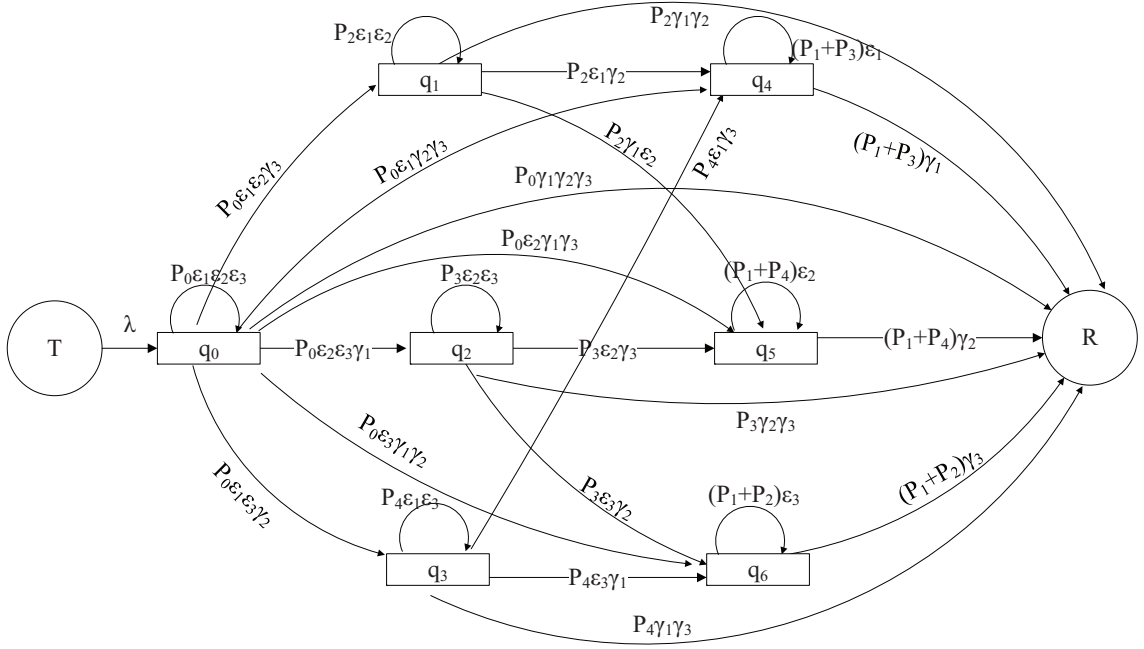 P₂γ₁γ₂
P₂ε₁ε₂
(P₁+P₃)ε₁
q₁
P₂ε₁γ₂
q₄
P₂γ₁ε₂
P₄ε₁γ₃
(P₁+P₃)γ₁
P₀ε₁ε₂γ₃
P₀ε₁γ₂γ₃
P₀γ₁γ₂γ₃
P₀ε₂γ₁γ₃
P₀ε₁ε₂ε₃
P₃ε₂ε₃
(P₁+P₄)ε₂
T
λ
q₀
P₀ε₂ε₃γ₁
q₂
P₃ε₂γ₃
q₅
(P₁+P₄)γ₂
R
P₃γ₂γ₃
P₀ε₃γ₁γ₂
P₀ε₁ε₃γ₂
P₄ε₁ε₃
P₃ε₃γ₂
(P₁+P₂)ε₃
(P₁+P₂)γ₃
q₃
P₄ε₃γ₁
q₆
P₄γ₁γ₃